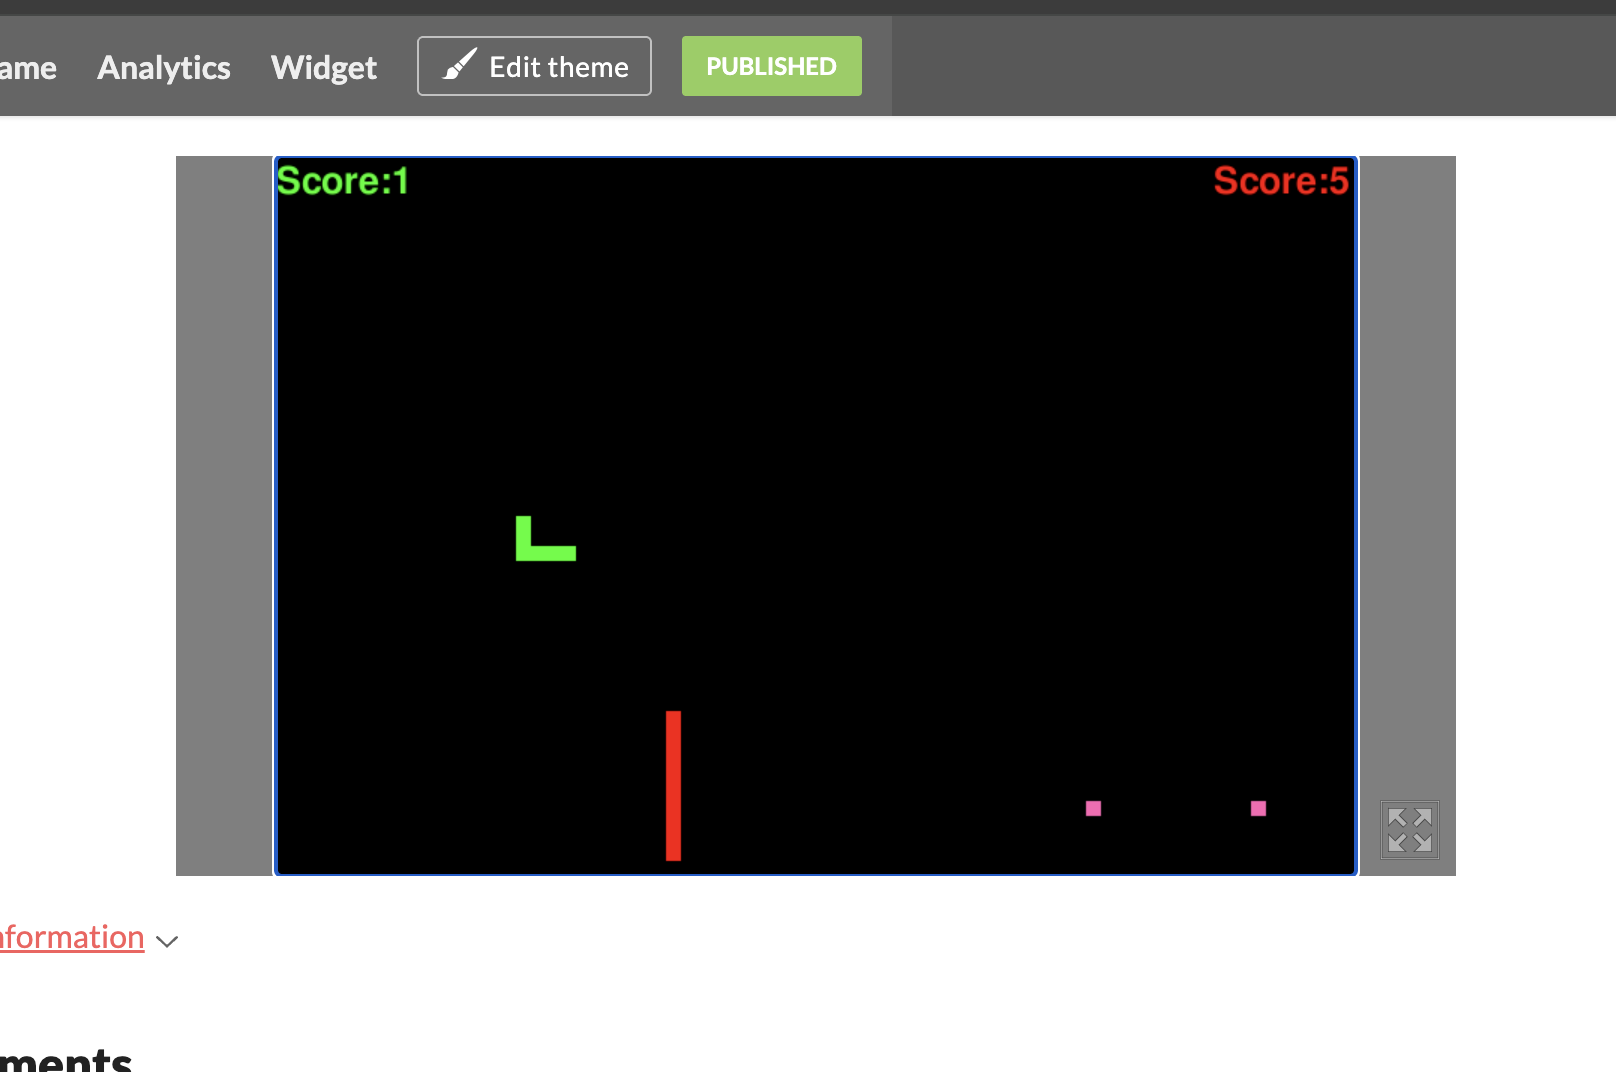 ame Analytics Widget Edit theme PUBLISHED
Score:1 Score:5
nformation
ments